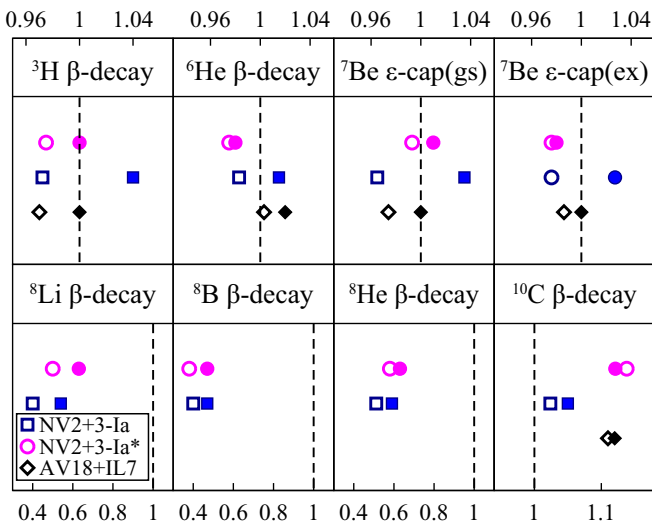 0.96 1 1.04 0.96 1 1.04 0.96 1 1.04 0.96 1 1.04
³H β-decay ⁶He β-decay ⁷Be ε-cap(gs) ⁷Be ε-cap(ex)
⁸Li β-decay ⁸B β-decay ⁸He β-decay ¹⁰C β-decay
NV2+3-Ia
NV2+3-Ia*
AV18+IL7
0.4 0.6 0.8 1 0.4 0.6 0.8 1 0.4 0.6 0.8 1 1 1.1